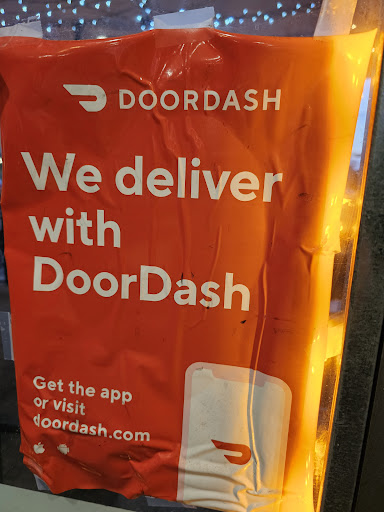 DOORDASH
We deliver
with
DoorDash
Get the app
or visit
doordash.com